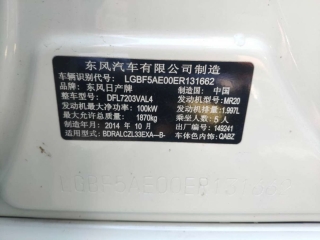 东风汽车有限公司制造
车辆识别代号: LGBF5AE00ER131662
品牌: 东风日产牌 制造国: 中国
整车型号: DFL7203VAL4 发动机型号: MR20
发动机最大净功率: 100kW 发动机排量: 1.997L
最大允许总质量: 1870kg 乘坐人数: 5人
制造年月: 2014年10月 出厂编号: 149241
适用型式: BDRALCZL33EXA--B- 车体色内饰: QABZ